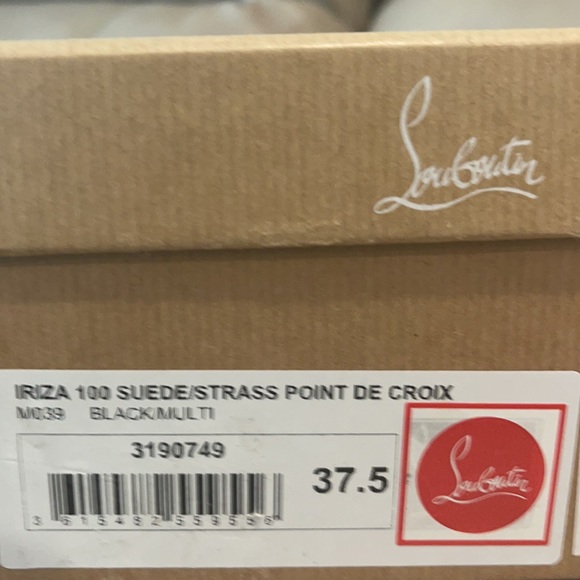 Louboutin
IRIZA 100 SUEDE/STRASS POINT DE CROIX
M039 BLACK/MULTI
3190749
37.5
Louboutin